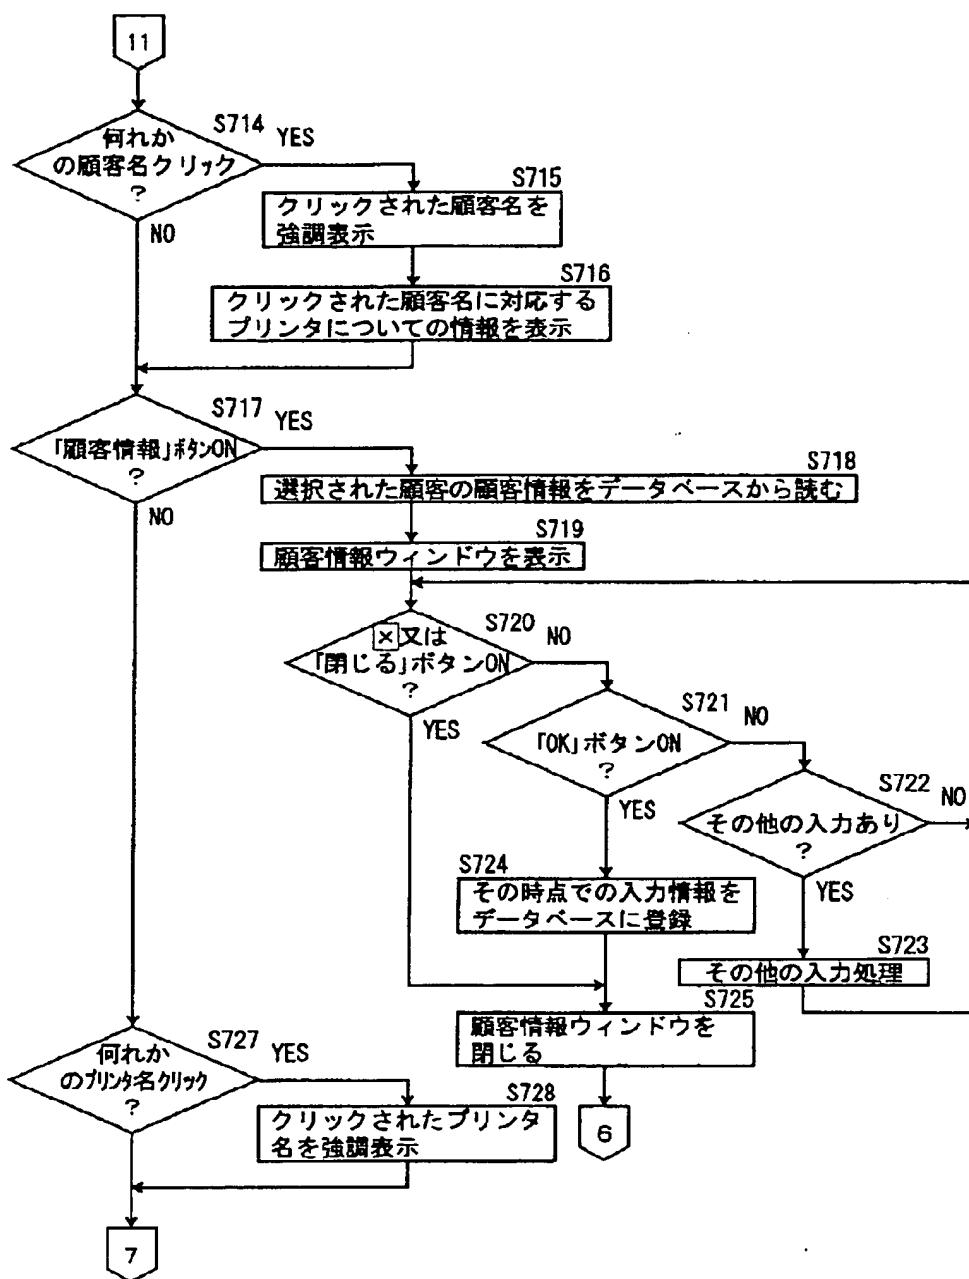 11
S714
YES
何れか
の顧客名クリック
?
NO
S715
クリックされた顧客名を
強調表示
S716
クリックされた顧客名に対応する
プリンタについての情報を表示
S717
YES
「顧客情報」ボタンON
?
NO
S718
選択された顧客の顧客情報をデータベースから読む
S719
顧客情報ウィンドウを表示
S720
NO
×又は
「閉じる」ボタンON
?
YES
S721
NO
「OK」ボタンON
?
YES
S722
NO
その他の入力あり
?
YES
S724
その時点での入力情報を
データベースに登録
S723
その他の入力処理
S725
顧客情報ウィンドウを
閉じる
6
S727
YES
何れか
のプリンタ名クリック
?
S728
クリックされたプリンタ
名を強調表示
7